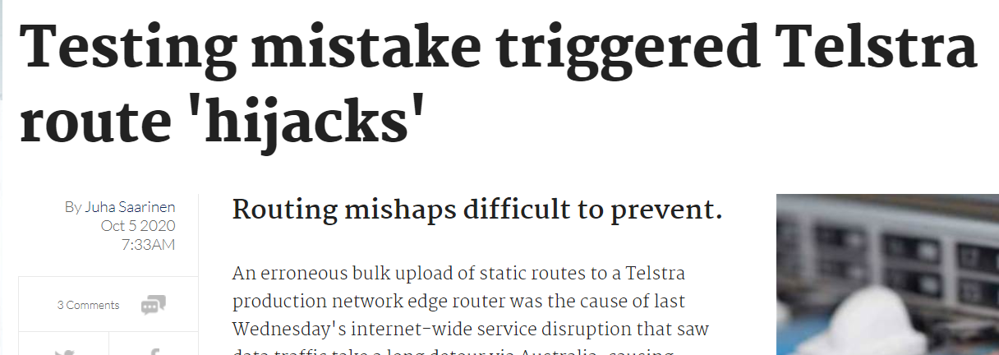 Testing mistake triggered Telstra
route 'hijacks'
By Juha Saarinen
Oct 5 2020
7:33AM
3 Comments
Routing mishaps difficult to prevent.
An erroneous bulk upload of static routes to a Telstra
production network edge router was the cause of last
Wednesday's internet-wide service disruption that saw
data traffic take a long detour via Australia, causing